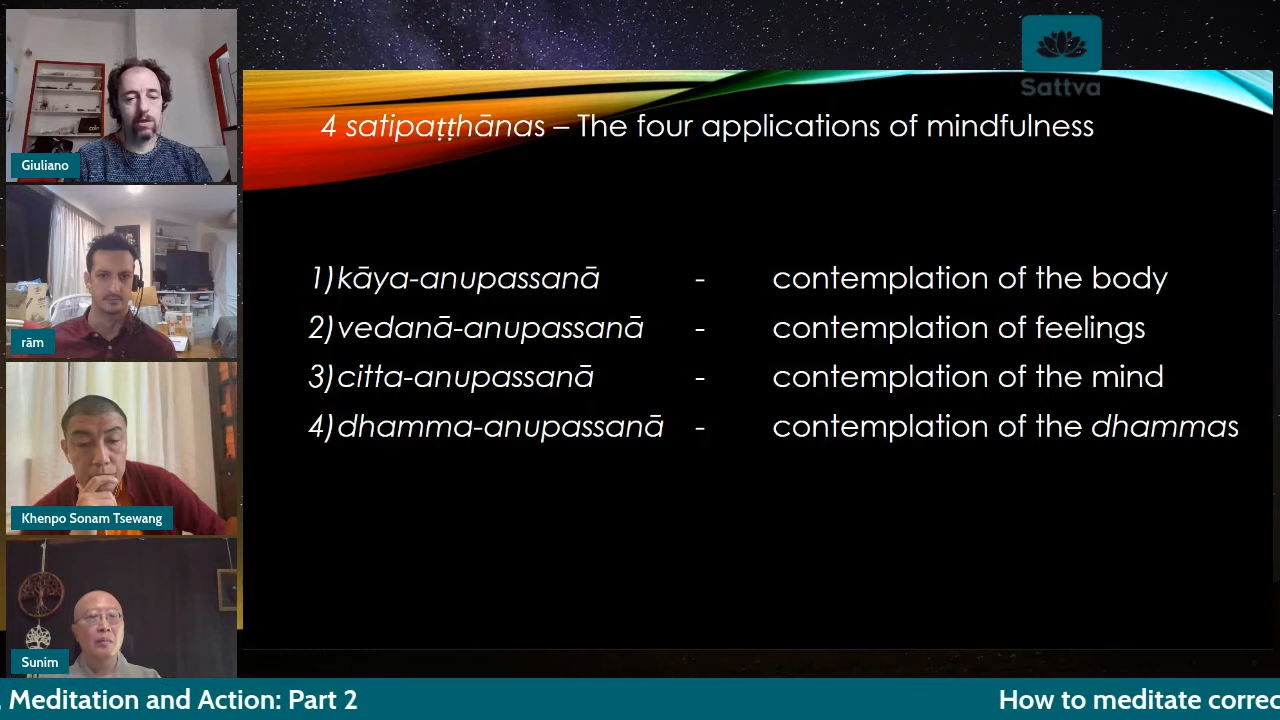 Sattva
4 satipaṭṭhānas – The four applications of mindfulness
1) kāya-anupassanā - contemplation of the body
2) vedanā-anupassanā - contemplation of feelings
3) citta-anupassanā - contemplation of the mind
4) dhamma-anupassanā - contemplation of the dhammas
Giuliano
rām
Khenpo Sonam Tsewang
Sunim
. Meditation and Action: Part 2
How to meditate correc